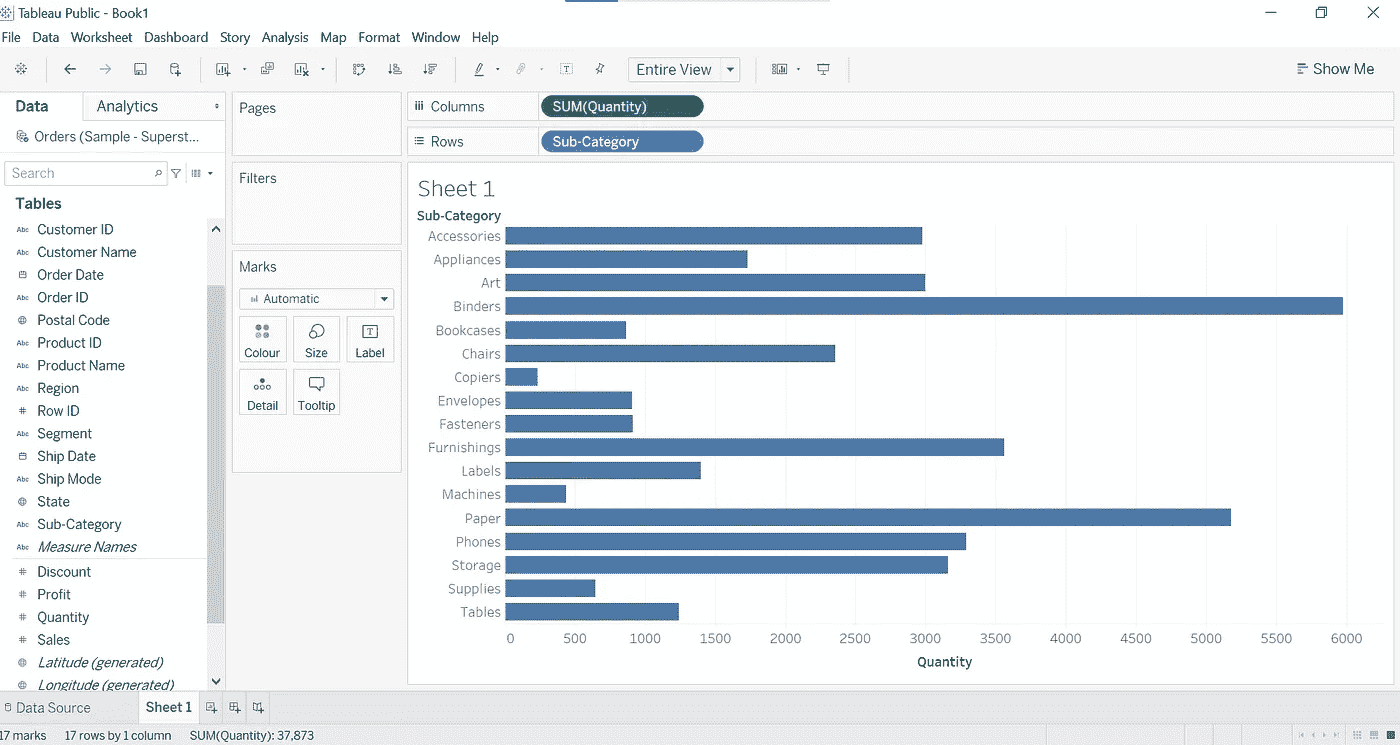 Tableau Public - Book1
File Data Worksheet Dashboard Story Analysis Map Format Window Help
Entire View
Show Me
Data Analytics
Orders (Sample - Superst...
Search
Tables
Abc Customer ID
Abc Customer Name
Order Date
Abc Order ID
Postal Code
Abc Product ID
Abc Product Name
Abc Region
# Row ID
Abc Segment
Ship Date
Abc Ship Mode
State
Abc Sub-Category
Abc Measure Names
# Discount
# Profit
# Quantity
# Sales
Latitude (generated)
Longitude (generated)
Pages
Filters
Marks
Automatic
Colour Size T Label
Detail Tooltip
Columns SUM(Quantity)
Rows Sub-Category
Sheet 1
Sub-Category
Accessories
Appliances
Art
Binders
Bookcases
Chairs
Copiers
Envelopes
Fasteners
Furnishings
Labels
Machines
Paper
Phones
Storage
Supplies
Tables
0 500 1000 1500 2000 2500 3000 3500 4000 4500 5000 5500 6000
Quantity
Data Source Sheet 1
17 marks 17 rows by 1 column SUM(Quantity): 37,873